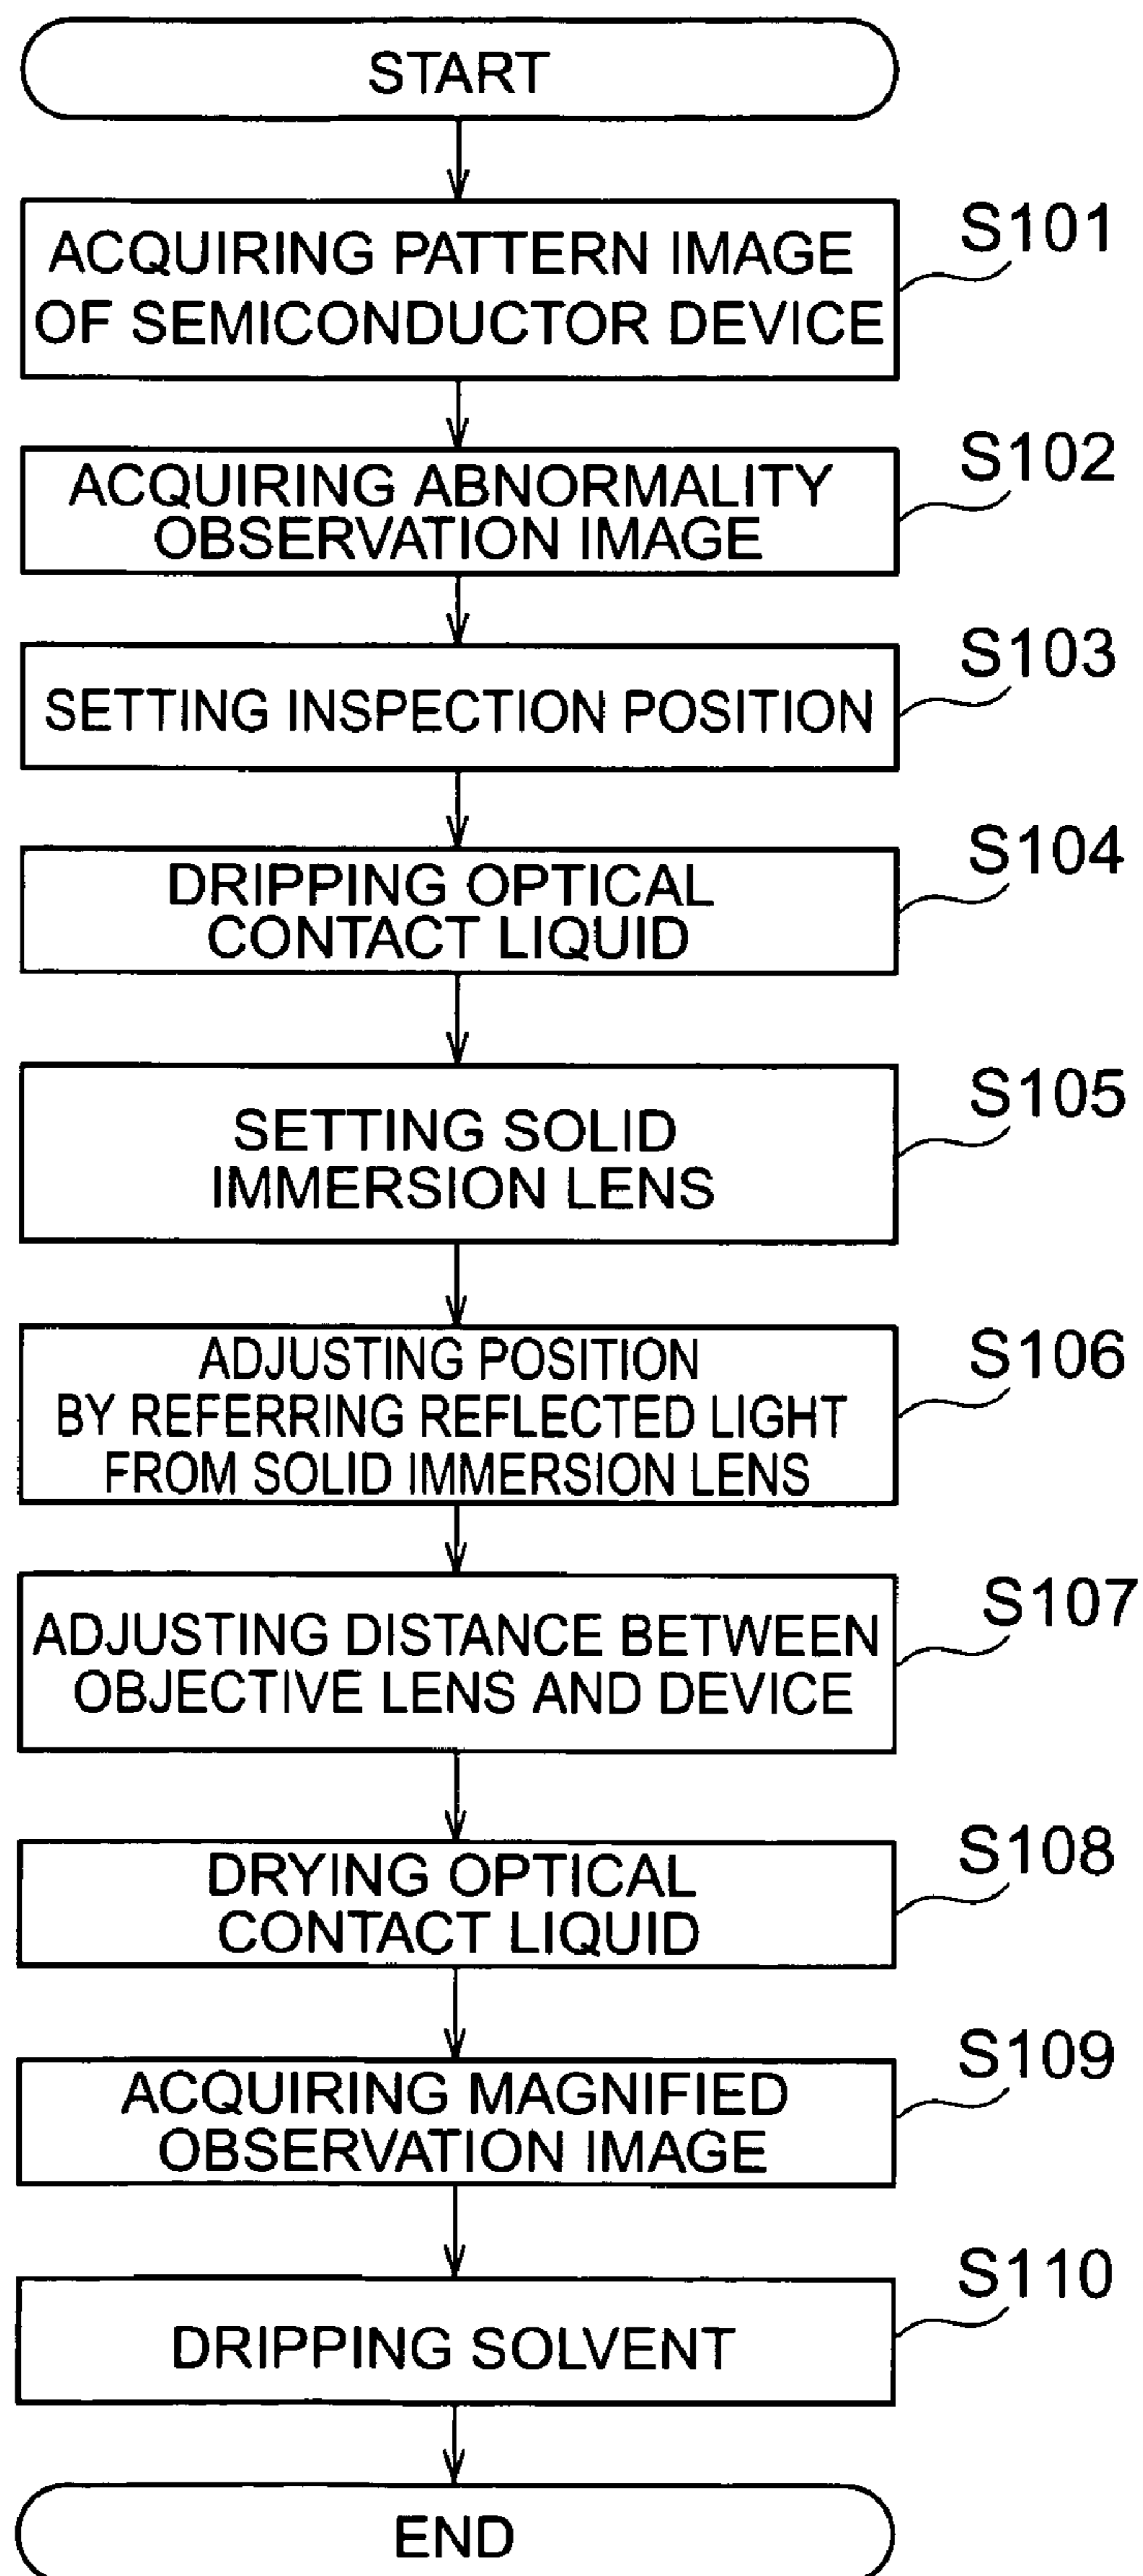 START
ACQUIRING PATTERN IMAGE
OF SEMICONDUCTOR DEVICE
S101
ACQUIRING ABNORMALITY
OBSERVATION IMAGE
S102
SETTING INSPECTION POSITION
S103
DRIPPING OPTICAL
CONTACT LIQUID
S104
SETTING SOLID
IMMERSION LENS
S105
ADJUSTING POSITION
BY REFERRING REFLECTED LIGHT
FROM SOLID IMMERSION LENS
S106
ADJUSTING DISTANCE BETWEEN
OBJECTIVE LENS AND DEVICE
S107
DRYING OPTICAL
CONTACT LIQUID
S108
ACQUIRING MAGNIFIED
OBSERVATION IMAGE
S109
DRIPPING SOLVENT
S110
END